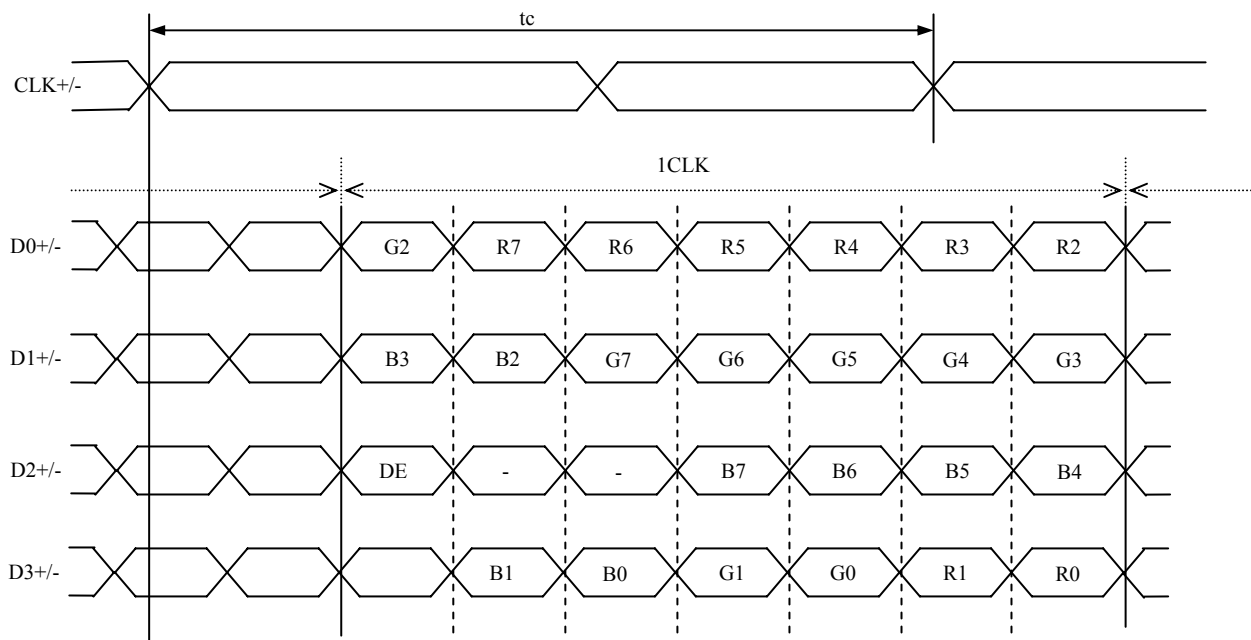 tc
CLK+/-
1CLK
D0+/- G2 R7 R6 R5 R4 R3 R2
D1+/- B3 B2 G7 G6 G5 G4 G3
D2+/- DE - - B7 B6 B5 B4
D3+/- B1 B0 G1 G0 R1 R0